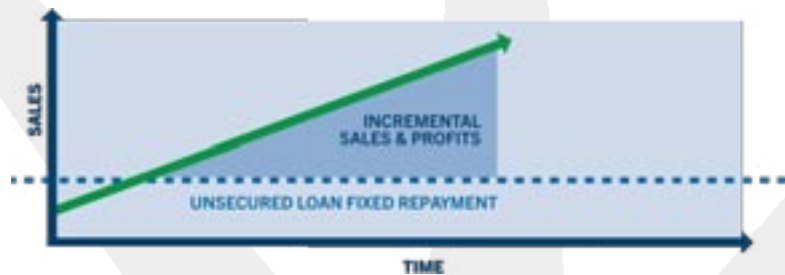 SALES
INCREMENTAL
SALES & PROFITS
UNSECURED LOAN FIXED REPAYMENT
TIME